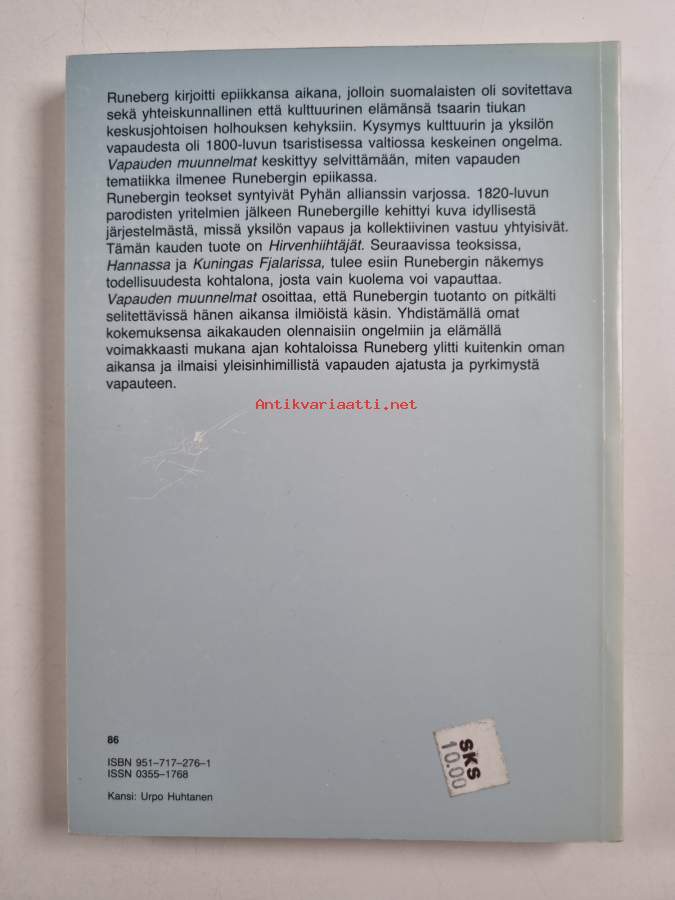 Runeberg kirjoitti epiikkansa aikana, jolloin suomalaisten oli sovitettava
sekä yhteiskunnallinen että kulttuurinen elämänsä tsaarin tiukan
keskusjohtoisen holhouksen kehyksiin. Kysymys kulttuurin ja yksilön
vapaudesta oli 1800-luvun tsaristisessa valtiossa keskeinen ongelma.
Vapauden muunnelmat keskittyy selvittämään, miten vapauden
tematiikka ilmenee Runebergin epiikassa.
Runebergin teokset syntyivät Pyhän allianssin varjossa. 1820-luvun
parodisten yritelmien jälkeen Runebergille kehittyi kuva idyllisestä
järjestelmästä, missä yksilön vapaus ja kollektiivinen vastuu yhtyisivät.
Tämän kauden tuote on Hirvenhiihtäjät. Seuraavissa teoksissa,
Hannassa ja Kuningas Fjalarissa, tulee esiin Runebergin näkemys
todellisuudesta kohtalona, josta vain kuolema voi vapauttaa.
Vapauden muunnelmat osoittaa, että Runebergin tuotanto on pitkälti
selitettävissä hänen aikansa ilmiöistä käsin. Yhdistämällä omat
kokemuksensa aikakauden olennaisiin ongelmiin ja elämällä
voimakkaasti mukana ajan kohtaloissa Runeberg ylitti kuitenkin oman
aikansa ja ilmaisi yleisinhimillistä vapauden ajatusta ja pyrkimystä
vapauteen.
Antikvariaatti.net
86
ISBN 951-717-276-1
ISSN 0355-1768
Kansi: Urpo Huhtanen
SKS
10.00